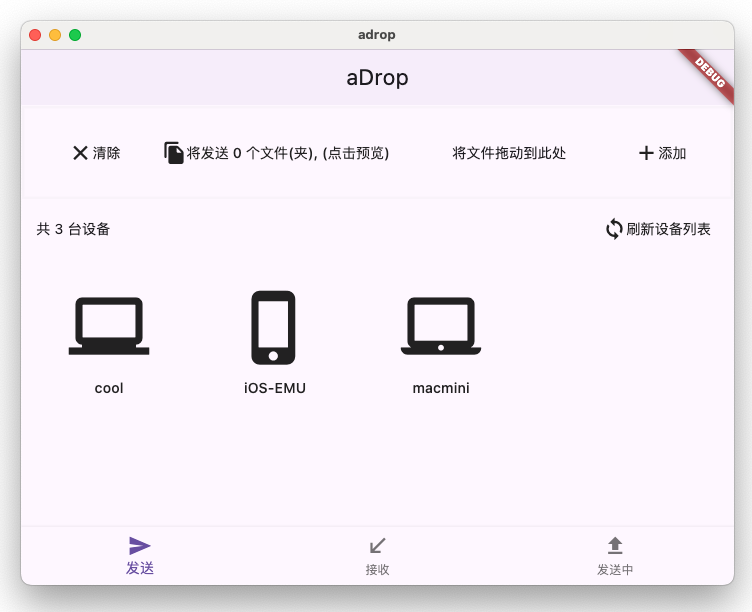 adrop
aDrop
DEBUG
清除
将发送 0 个文件(夹), (点击预览)
将文件拖动到此处
添加
共 3 台设备
刷新设备列表
cool
iOS-EMU
macmini
发送
接收
发送中